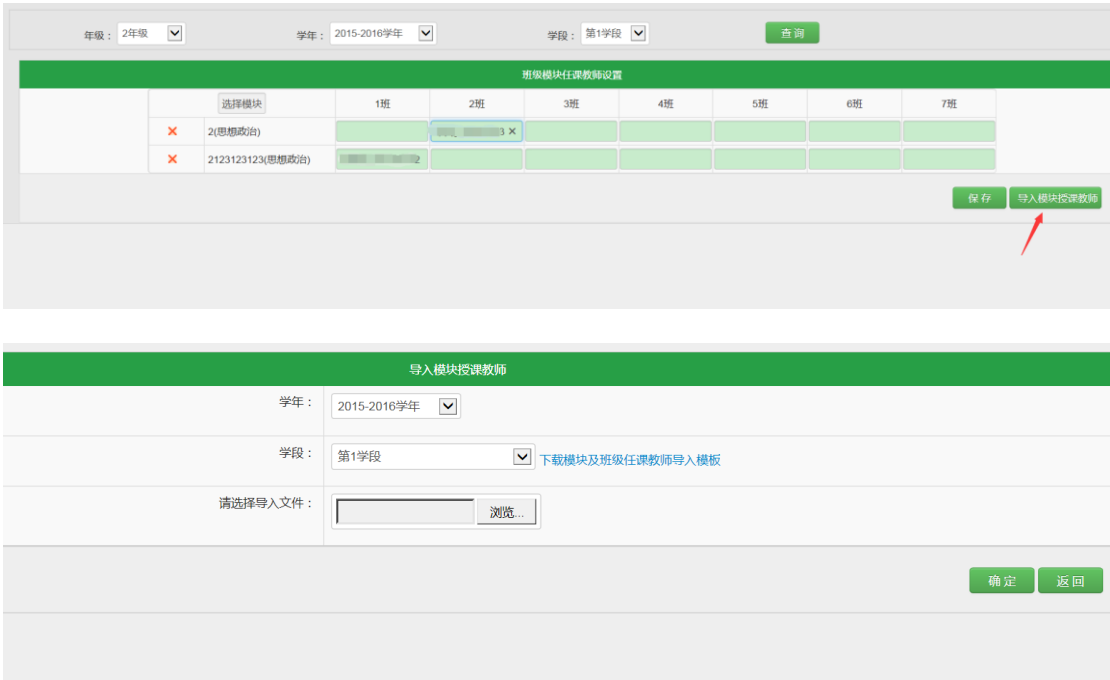 年级： 2年级 学年： 2015-2016学年 学段： 第1学段 查 询
班级模块任课教师设置
选择模块 1班 2班 3班 4班 5班 6班 7班
2(思想政治) 3 ×
2123123123(思想政治) 2
保 存 导入模块授课教师
导入模块授课教师
学年： 2015-2016学年
学段： 第1学段 下载模块及班级任课教师导入模板
请选择导入文件： 浏览...
确 定 返 回